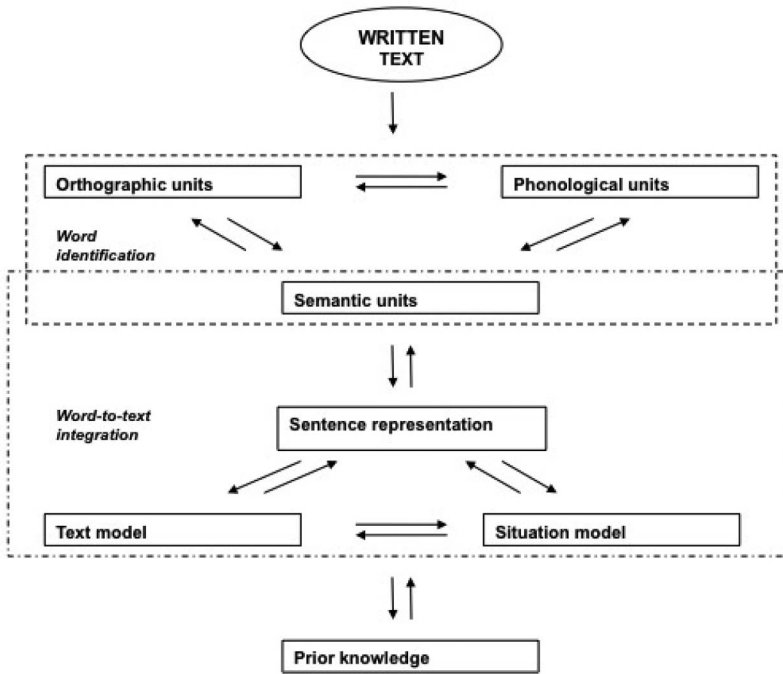 WRITTEN
TEXT
Orthographic units
Phonological units
Word
identification
Semantic units
Word-to-text
integration
Sentence representation
Text model
Situation model
Prior knowledge